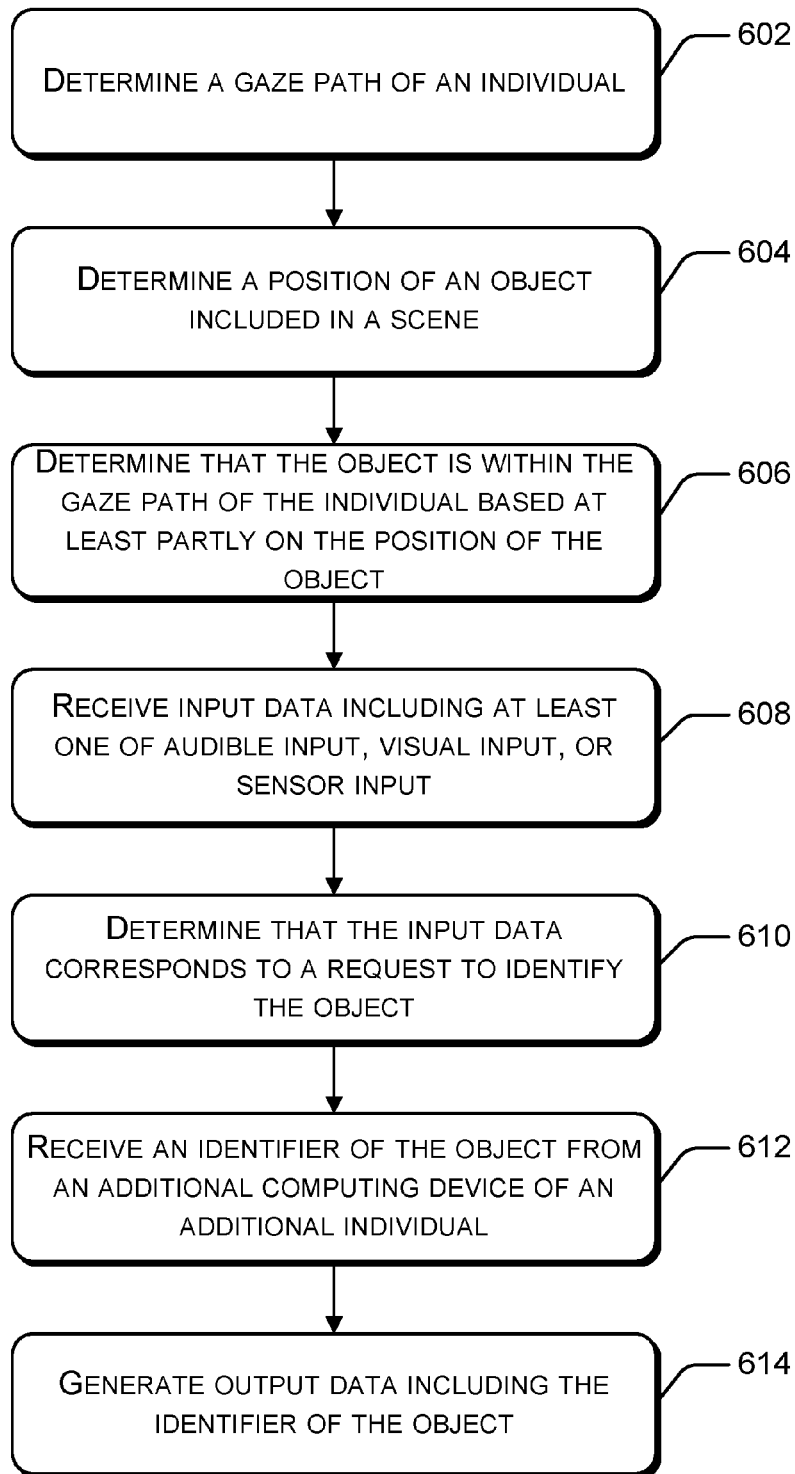 DETERMINE A GAZE PATH OF AN INDIVIDUAL
602
DETERMINE A POSITION OF AN OBJECT
INCLUDED IN A SCENE
604
DETERMINE THAT THE OBJECT IS WITHIN THE
GAZE PATH OF THE INDIVIDUAL BASED AT
LEAST PARTLY ON THE POSITION OF THE
OBJECT
606
RECEIVE INPUT DATA INCLUDING AT LEAST
ONE OF AUDIBLE INPUT, VISUAL INPUT, OR
SENSOR INPUT
608
DETERMINE THAT THE INPUT DATA
CORRESPONDS TO A REQUEST TO IDENTIFY
THE OBJECT
610
RECEIVE AN IDENTIFIER OF THE OBJECT FROM
AN ADDITIONAL COMPUTING DEVICE OF AN
ADDITIONAL INDIVIDUAL
612
GENERATE OUTPUT DATA INCLUDING THE
IDENTIFIER OF THE OBJECT
614